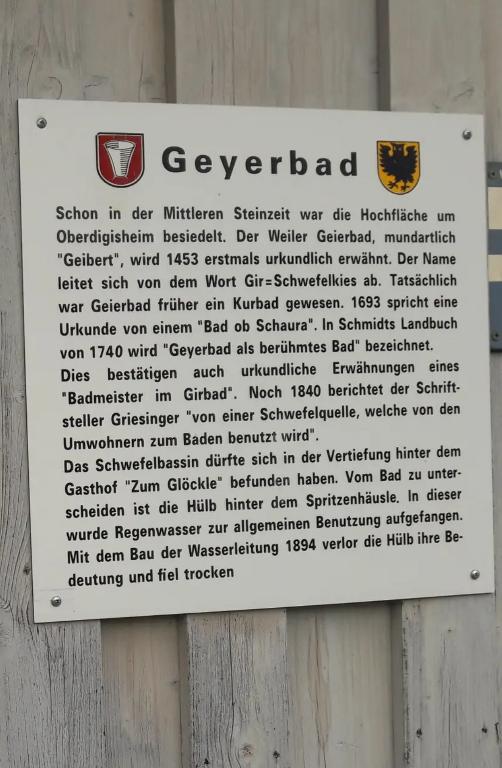 Geyerbad
Schon in der Mittleren Steinzeit war die Hochfläche um
Oberdigisheim besiedelt. Der Weiler Geierbad, mundartlich
"Geibert", wird 1453 erstmals urkundlich erwähnt. Der Name
leitet sich von dem Wort Gir=Schwefelkies ab. Tatsächlich
war Geierbad früher ein Kurbad gewesen. 1693 spricht eine
Urkunde von einem "Bad ob Schaura". In Schmidts Landbuch
von 1740 wird "Geyerbad als berühmtes Bad" bezeichnet.
Dies bestätigen auch urkundliche Erwähnungen eines
"Badmeister im Girbad". Noch 1840 berichtet der Schrift-
steller Griesinger "von einer Schwefelquelle, welche von den
Umwohnern zum Baden benutzt wird".
Das Schwefelbassin dürfte sich in der Vertiefung hinter dem
Gasthof "Zum Glöckle" befunden haben. Vom Bad zu unter-
scheiden ist die Hülb hinter dem Spritzenhäusle. In dieser
wurde Regenwasser zur allgemeinen Benutzung aufgefangen.
Mit dem Bau der Wasserleitung 1894 verlor die Hülb ihre Be-
deutung und fiel trocken